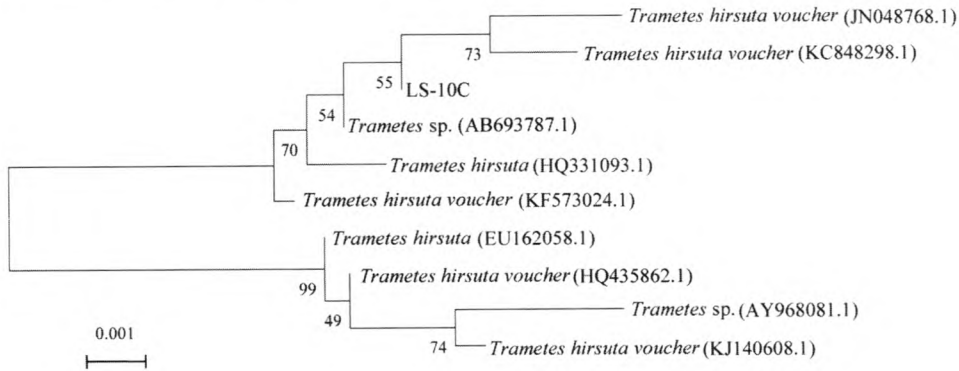 Trametes hirsuta voucher (JN048768.1)
73
Trametes hirsuta voucher (KC848298.1)
55
LS-10C
54
Trametes sp. (AB693787.1)
70
Trametes hirsuta (HQ331093.1)
Trametes hirsuta voucher (KF573024.1)
Trametes hirsuta (EU162058.1)
99
Trametes hirsuta voucher (HQ435862.1)
49
Trametes sp. (AY968081.1)
74
Trametes hirsuta voucher (KJ140608.1)
0.001